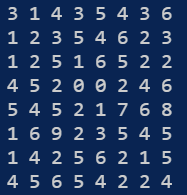 3 1 4 3 5 4 3 6
1 2 3 5 4 6 2 3
1 2 5 1 6 5 2 2
4 5 2 0 0 2 4 6
5 4 5 2 1 7 6 8
1 6 9 2 3 5 4 5
1 4 2 5 6 2 1 5
4 5 6 5 4 2 2 4